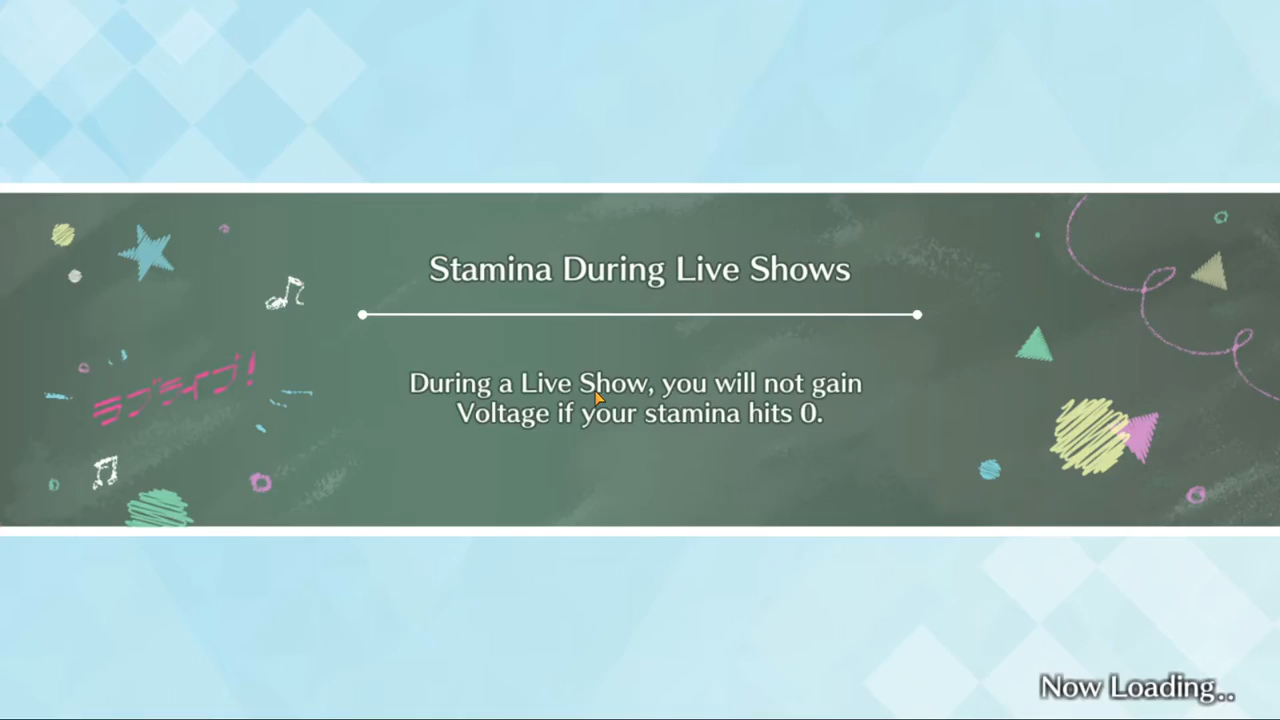 Stamina During Live Shows
ラブライブ!
During a Live Show, you will not gain
Voltage if your stamina hits 0.
Now Loading..